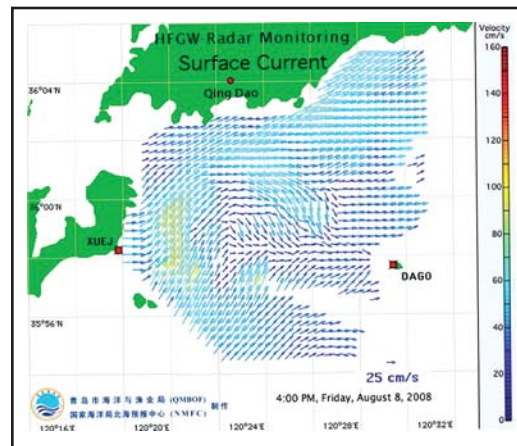 HFGW Radar Monitoring
Surface Current
Qing Dao
36°04'N
36°00'N
35°56'N
XUEJ
DAGO
25 cm/s
4:00 PM, Friday, August 8, 2008
青岛市海洋与渔业局 (QMBOF)
国家海洋局北海预报中心 (NMFC)
制作
120°16'E
120°20'E
120°24'E
120°28'E
120°32'E
Velocity
cm/s
160
140
120
100
80
60
40
20
0